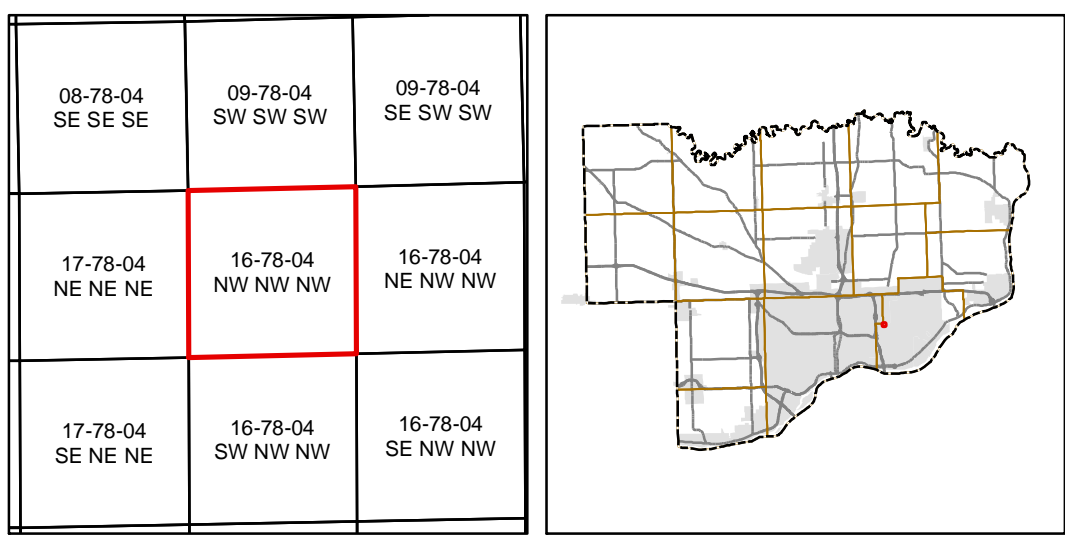 08-78-04
SE SE SE
09-78-04
SW SW SW
09-78-04
SE SW SW
17-78-04
NE NE NE
16-78-04
NW NW NW
16-78-04
NE NW NW
17-78-04
SE NE NE
16-78-04
SW NW NW
16-78-04
SE NW NW